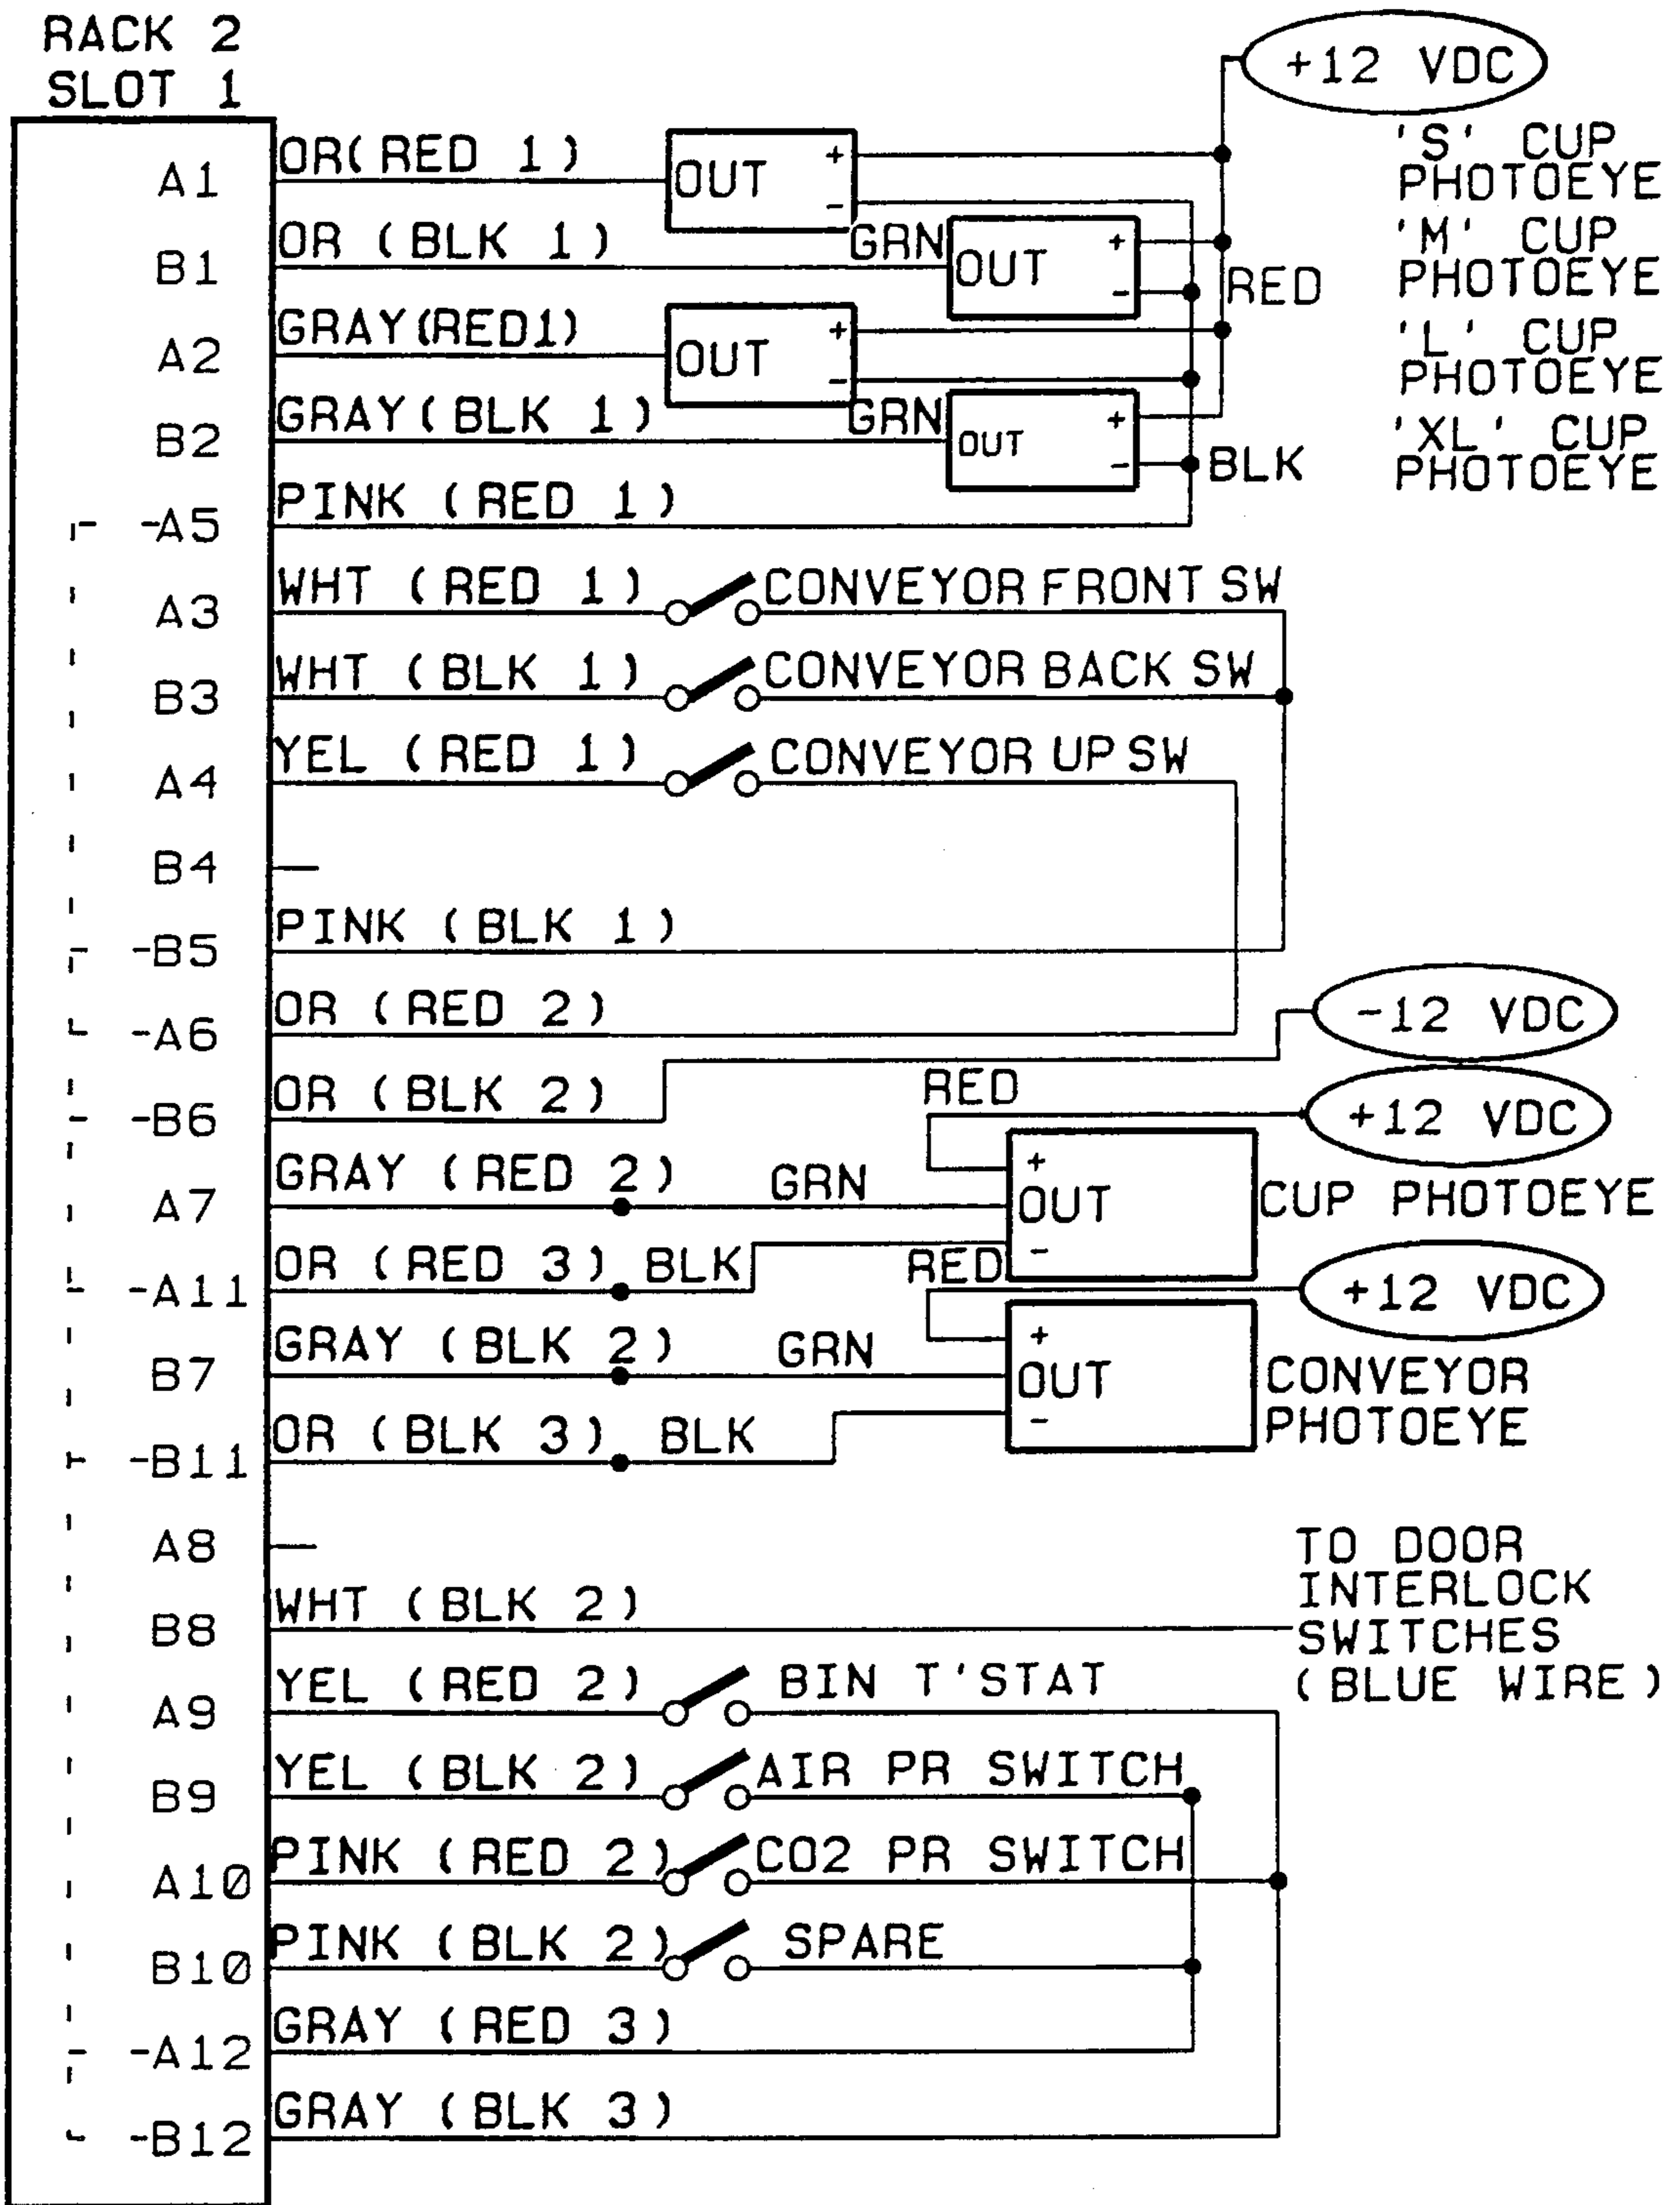 RACK 2
SLOT 1
+12 VDC
A1 OR(RED 1) OUT + -
'S' CUP
PHOTOEYE
B1 OR (BLK 1) GRN OUT + - RED
'M' CUP
PHOTOEYE
A2 GRAY(RED1) OUT + -
'L' CUP
PHOTOEYE
B2 GRAY(BLK 1) GRN OUT + - BLK
'XL' CUP
PHOTOEYE
-A5 PINK (RED 1)
A3 WHT (RED 1) CONVEYOR FRONT SW
B3 WHT (BLK 1) CONVEYOR BACK SW
A4 YEL (RED 1) CONVEYOR UP SW
B4
-B5 PINK (BLK 1)
-A6 OR (RED 2)
-12 VDC
-B6 OR (BLK 2)
RED +12 VDC
+
A7 GRAY (RED 2) GRN OUT CUP PHOTOEYE
-
-A11 OR (RED 3) BLK RED +12 VDC
+
B7 GRAY (BLK 2) GRN OUT
-
CONVEYOR
PHOTOEYE
-B11 OR (BLK 3) BLK
A8
B8 WHT (BLK 2)
TO DOOR
INTERLOCK
SWITCHES
(BLUE WIRE)
A9 YEL (RED 2) BIN T'STAT
B9 YEL (BLK 2) AIR PR SWITCH
A10 PINK (RED 2) CO2 PR SWITCH
B10 PINK (BLK 2) SPARE
-A12 GRAY (RED 3)
-B12 GRAY (BLK 3)